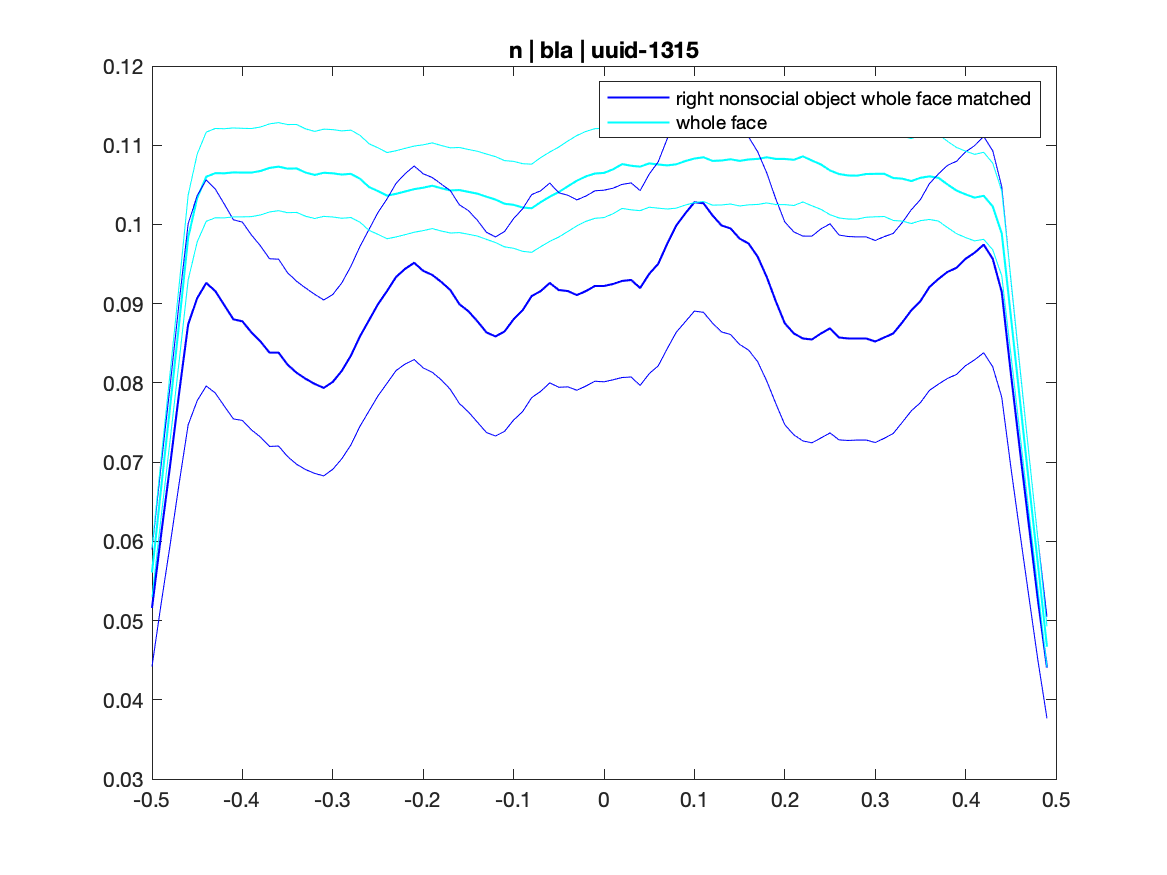 n | bla | uuid-1315
right nonsocial object whole face matched
whole face
0.12
0.11
0.1
0.09
0.08
0.07
0.06
0.05
0.04
0.03
-0.5 -0.4 -0.3 -0.2 -0.1 0 0.1 0.2 0.3 0.4 0.5